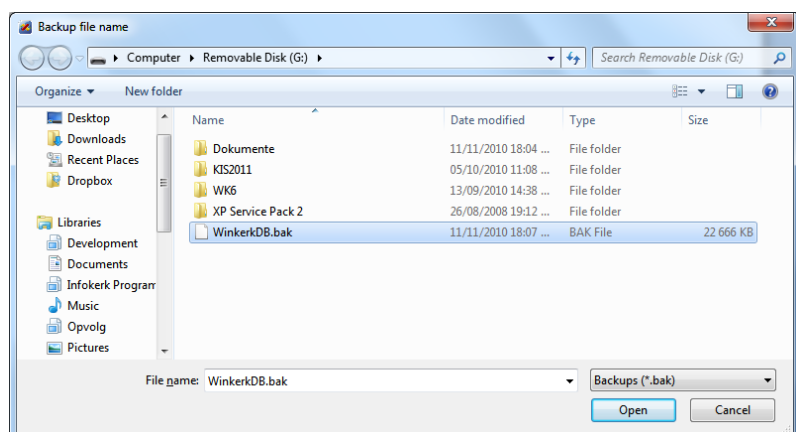 Backup file name
Computer Removable Disk (G:) Search Removable Disk (G:)
Organize New folder
Name Date modified Type Size
Desktop
Downloads
Recent Places
Dropbox
Libraries
Development
Documents
Infokerk Program
Music
Opvolg
Pictures
Dokumente 11/11/2010 18:04 ... File folder
KIS2011 05/10/2010 11:08 ... File folder
WK6 13/09/2010 14:38 ... File folder
XP Service Pack 2 26/08/2008 19:12 ... File folder
WinkerkDB.bak 11/11/2010 18:07 ... BAK File 22 666 KB
File name: WinkerkDB.bak Backups (*.bak)
Open Cancel